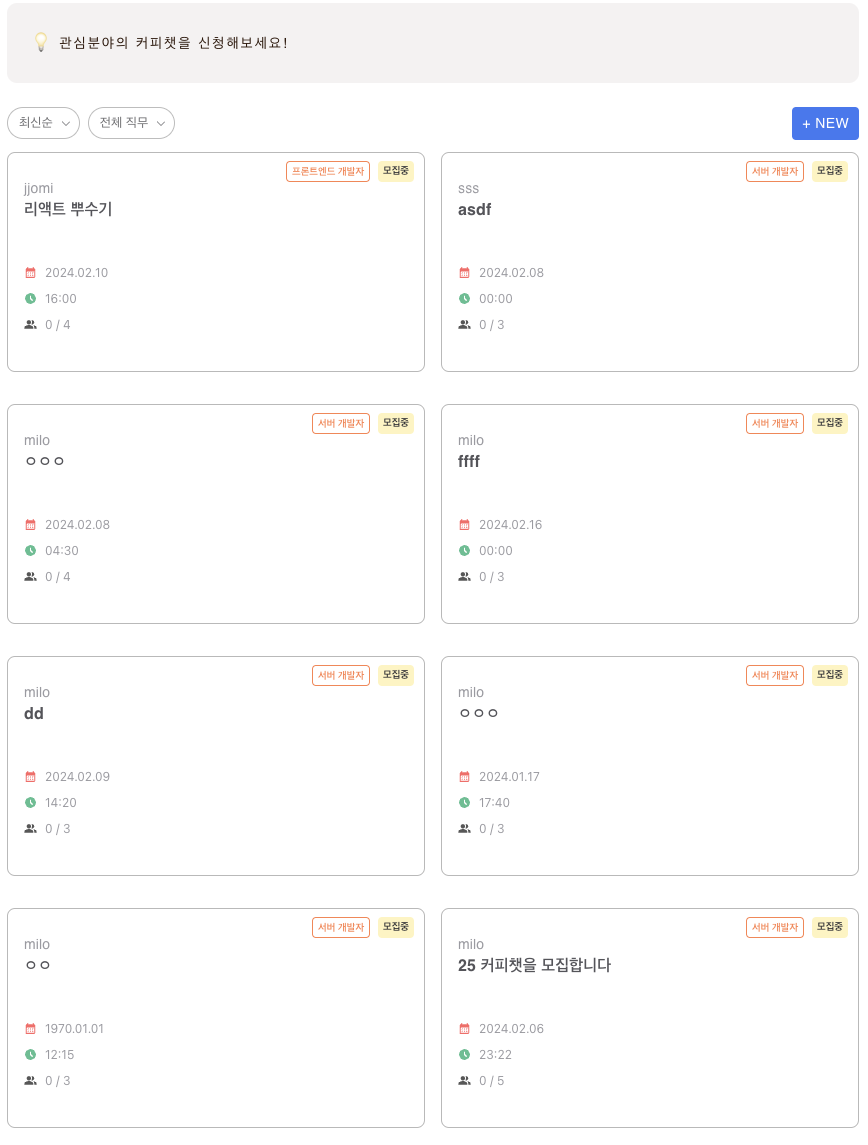 관심분야의 커피챗을 신청해보세요!
최신순 전체 직무 + NEW
프론트엔드 개발자 모집중
jjomi
리액트 뿌수기
2024.02.10
16:00
0 / 4
서버 개발자 모집중
sss
asdf
2024.02.08
00:00
0 / 3
서버 개발자 모집중
milo
ㅇㅇㅇ
2024.02.08
04:30
0 / 4
서버 개발자 모집중
milo
ffff
2024.02.16
00:00
0 / 3
서버 개발자 모집중
milo
dd
2024.02.09
14:20
0 / 3
서버 개발자 모집중
milo
ㅇㅇㅇ
2024.01.17
17:40
0 / 3
서버 개발자 모집중
milo
ㅇㅇ
1970.01.01
12:15
0 / 3
서버 개발자 모집중
milo
25 커피챗을 모집합니다
2024.02.06
23:22
0 / 5